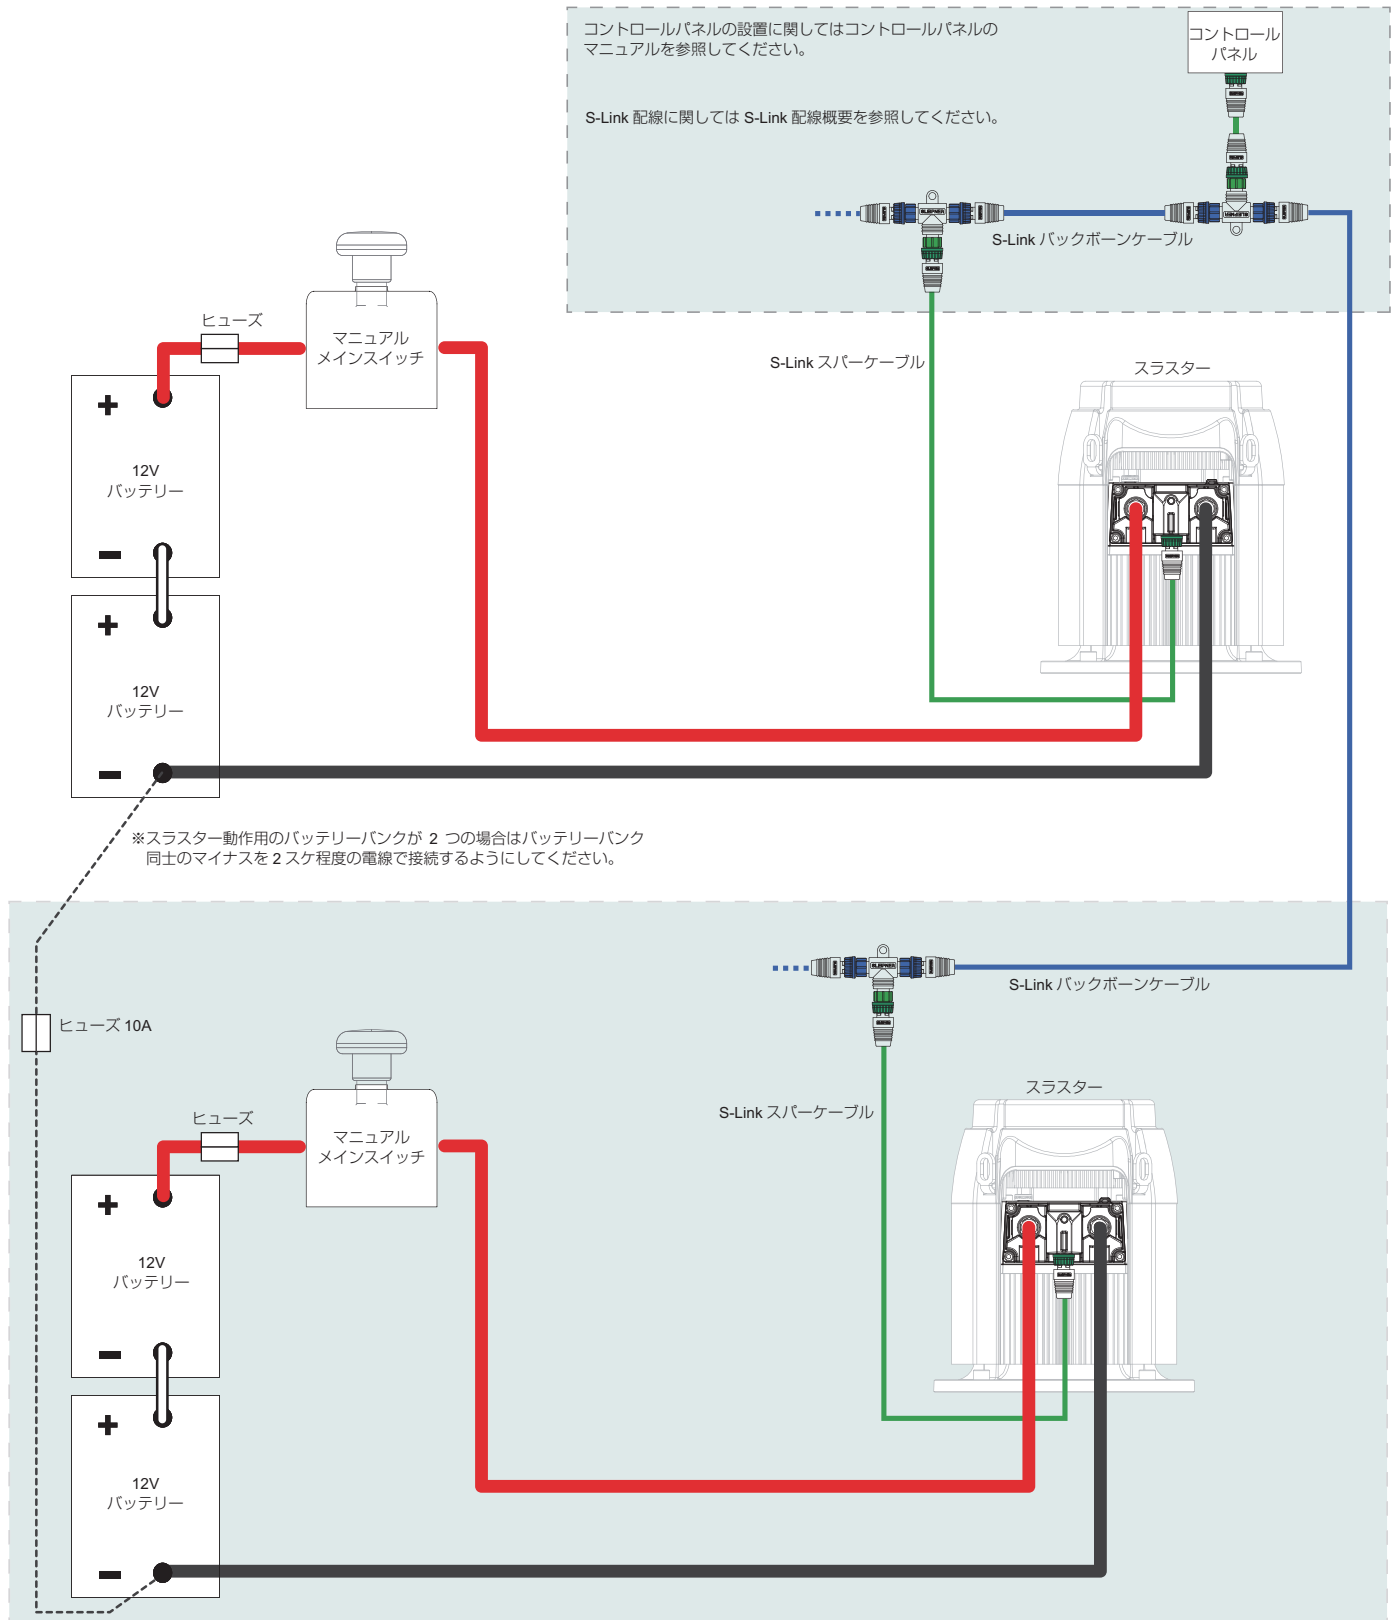 コントロールパネルの設置に関してはコントロールパネルの
マニュアルを参照してください。
コントロール
パネル
S-Link 配線に関しては S-Link 配線概要を参照してください。
SLEIPNER
SLEIPNER
S-Link バックボーンケーブル
ヒューズ
マニュアル
メインスイッチ
S-Link スパーケーブル
スラスター
+
12V
バッテリー
−
+
12V
バッテリー
−
※スラスター動作用のバッテリーバンクが 2 つの場合はバッテリーバンク
同士のマイナスを 2 スケ程度の電線で接続するようにしてください。
SLEIPNER
S-Link バックボーンケーブル
ヒューズ 10A
スラスター
ヒューズ
S-Link スパーケーブル
マニュアル
メインスイッチ
+
12V
バッテリー
−
+
12V
バッテリー
−